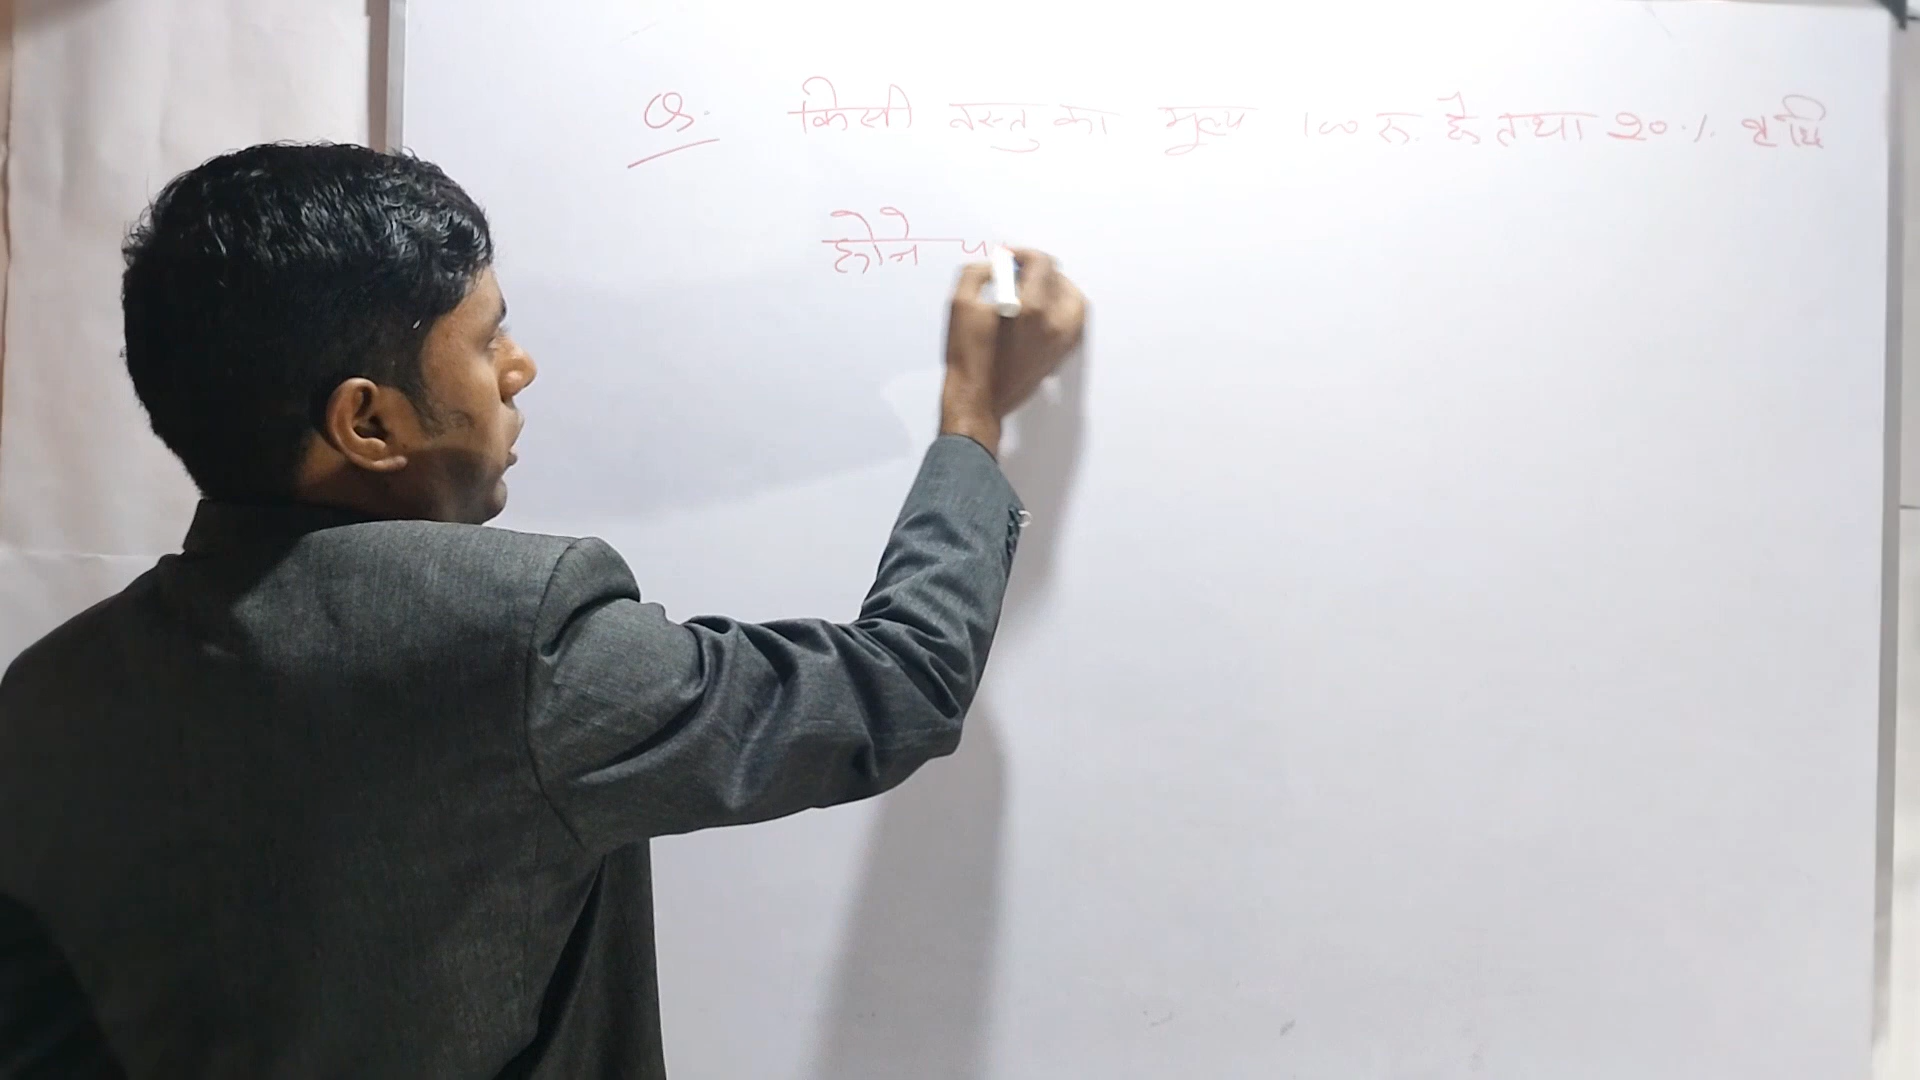 Q. किसी वस्तु का मूल्य 100 रू. है तथा 20 % वृधि
होने प